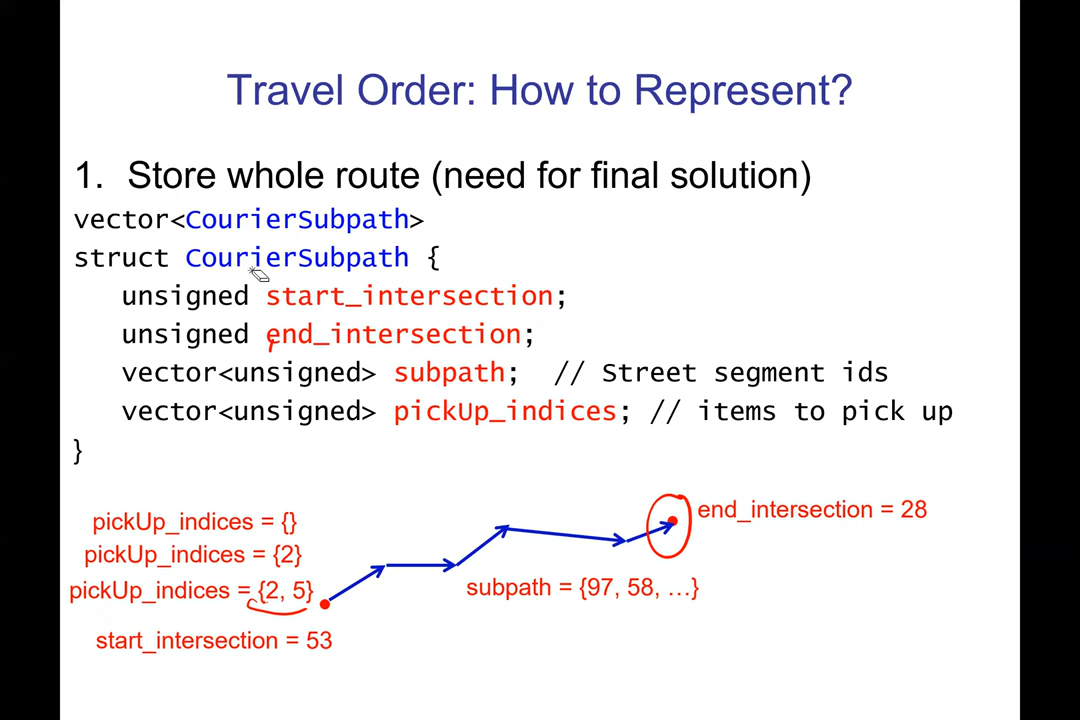 Travel Order: How to Represent?
1. Store whole route (need for final solution)
vector<CourierSubpath>
struct CourierSubpath {
unsigned start_intersection;
unsigned end_intersection;
vector<unsigned> subpath; // Street segment ids
vector<unsigned> pickUp_indices; // items to pick up
}
pickUp_indices = {}
pickUp_indices = {2}
pickUp_indices = {2, 5}
start_intersection = 53
end_intersection = 28
subpath = {97, 58, …}